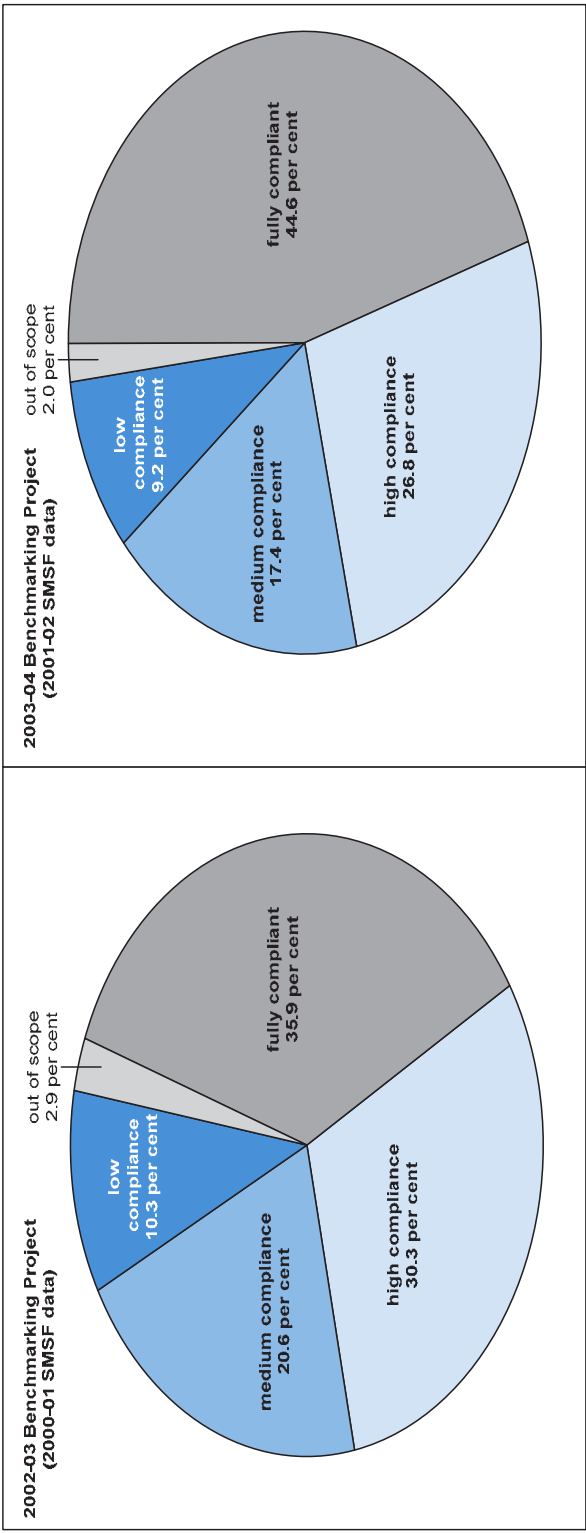 2002-03 Benchmarking Project
(2000-01 SMSF data)
out of scope
2.9 per cent
low
compliance
10.3 per cent
fully compliant
35.9 per cent
medium compliance
20.6 per cent
high compliance
30.3 per cent
2003-04 Benchmarking Project
(2001-02 SMSF data)
out of scope
2.0 per cent
low
compliance
9.2 per cent
fully compliant
44.6 per cent
medium compliance
17.4 per cent
high compliance
26.8 per cent